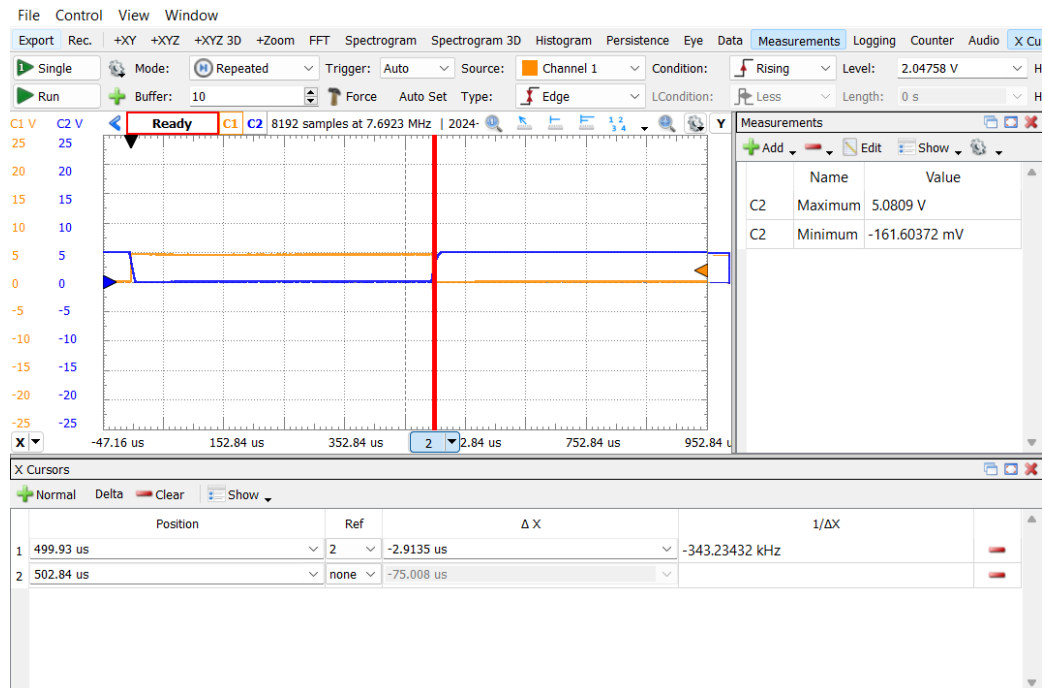 File Control View Window
Export Rec. +XY +XYZ +XYZ 3D +Zoom FFT Spectrogram Spectrogram 3D Histogram Persistence Eye Data Measurements Logging Counter Audio X Cu
Single Mode: Repeated Trigger: Auto Source: Channel 1 Condition: Rising Level: 2.04758 V H
Run Buffer: 10 Force Auto Set Type: Edge LCondition: Less Length: 0 s H
C1 V C2 V Ready C1 C2 8192 samples at 7.6923 MHz | 2024- Y
25 25
20 20
15 15
10 10
5 5
0 0
-5 -5
-10 -10
-15 -15
-20 -20
-25 -25
X -47.16 us 152.84 us 352.84 us 2 2.84 us 752.84 us 952.84 u
Measurements
Add Edit Show
Name Value
C2 Maximum 5.0809 V
C2 Minimum -161.60372 mV
X Cursors
Normal Delta Clear Show
Position Ref Δ X 1/ΔX
1 499.93 us 2 -2.9135 us -343.23432 kHz
2 502.84 us none -75.008 us